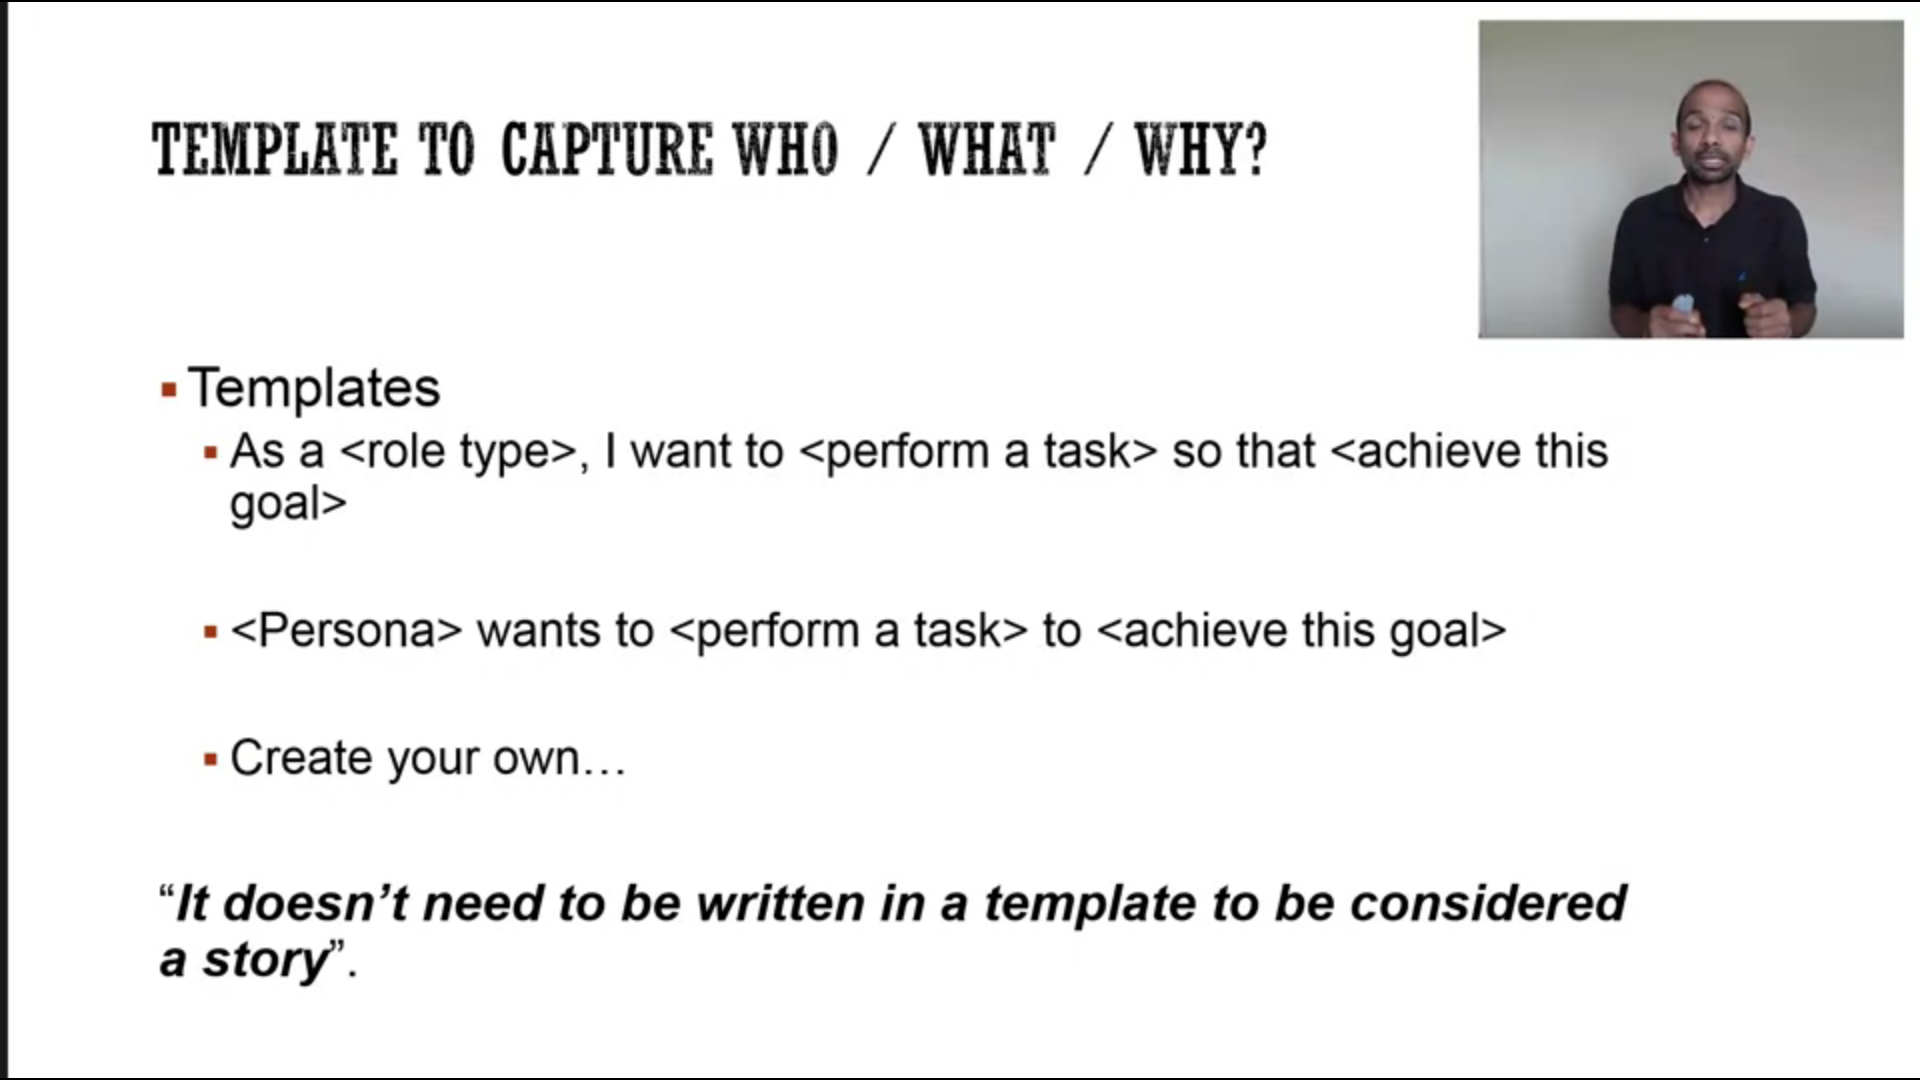 TEMPLATE TO CAPTURE WHO / WHAT / WHY?
Templates
As a <role type>, I want to <perform a task> so that <achieve this
goal>
<Persona> wants to <perform a task> to <achieve this goal>
Create your own…
“It doesn’t need to be written in a template to be considered
a story”.